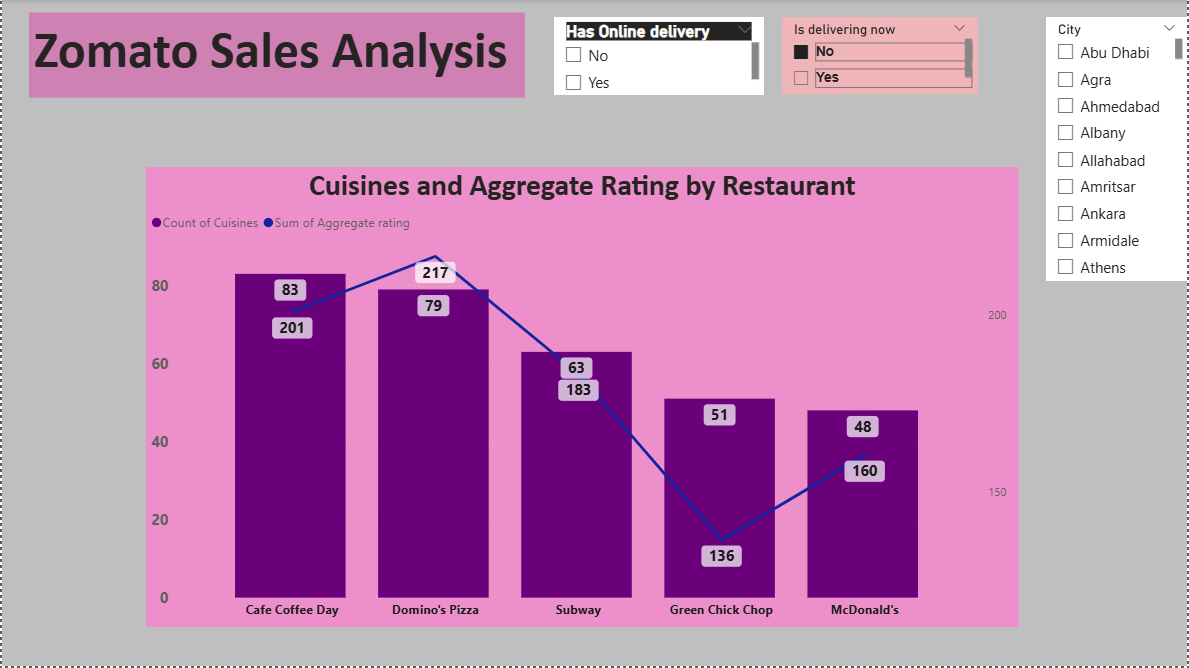 Zomato Sales Analysis
Has Online delivery
No
Yes
Is delivering now
No
Yes
City
Abu Dhabi
Agra
Ahmedabad
Albany
Allahabad
Amritsar
Ankara
Armidale
Athens
Cuisines and Aggregate Rating by Restaurant
Count of Cuisines Sum of Aggregate rating
80
60
40
20
0
200
150
83
201
217
79
63
183
51
136
48
160
Cafe Coffee Day Domino's Pizza Subway Green Chick Chop McDonald's